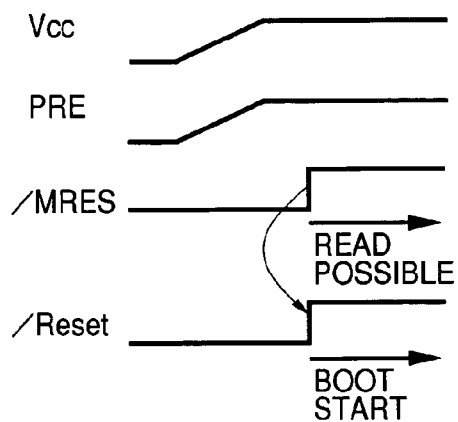 Vcc
PRE
/MRES
READ
POSSIBLE
/Reset
BOOT
START